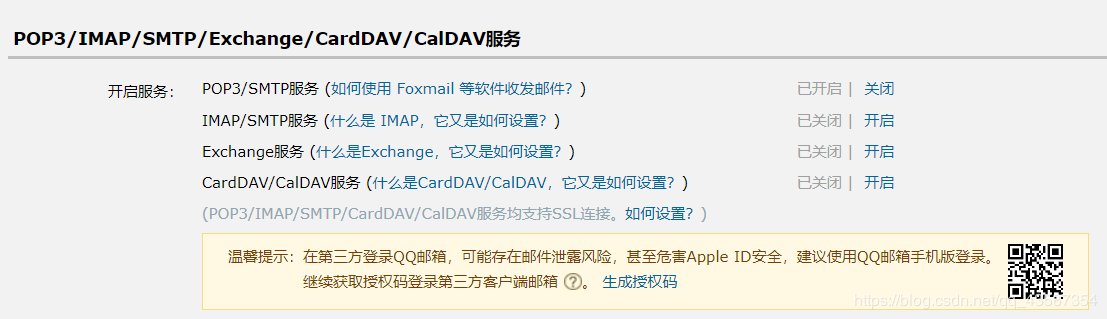 POP3/IMAP/SMTP/Exchange/CardDAV/CalDAV服务
开启服务： POP3/SMTP服务 (如何使用 Foxmail 等软件收发邮件？) 已开启 | 关闭
IMAP/SMTP服务 (什么是 IMAP，它又是如何设置？) 已关闭 | 开启
Exchange服务 (什么是Exchange，它又是如何设置？) 已关闭 | 开启
CardDAV/CalDAV服务 (什么是CardDAV/CalDAV，它又是如何设置？) 已关闭 | 开启
(POP3/IMAP/SMTP/CardDAV/CalDAV服务均支持SSL连接。如何设置？)
温馨提示：在第三方登录QQ邮箱，可能存在邮件泄露风险，甚至危害Apple ID安全，建议使用QQ邮箱手机版登录。
继续获取授权码登录第三方客户端邮箱 ?。 生成授权码